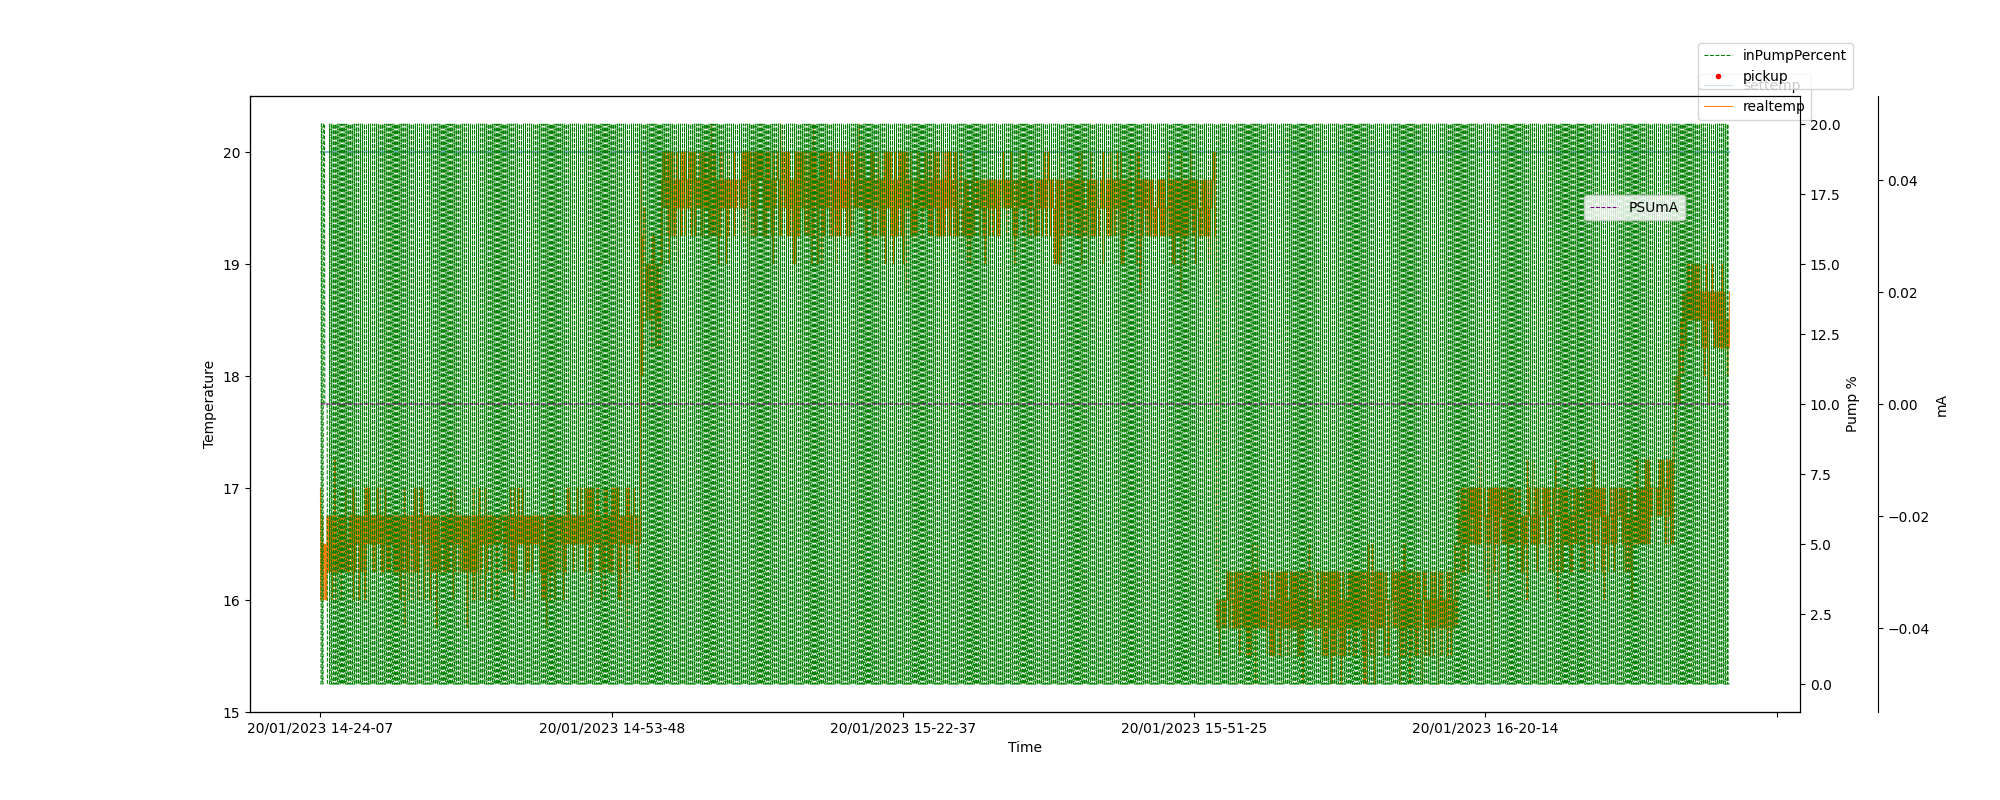 inPumpPercent
pickup
settemp
realtemp
PSUmA
20
19
18
17
16
15
Temperature
20.0
17.5
15.0
12.5
10.0
7.5
5.0
2.5
0.0
Pump %
0.04
0.02
0.00
−0.02
−0.04
mA
20/01/2023 14-24-07
20/01/2023 14-53-48
20/01/2023 15-22-37
20/01/2023 15-51-25
20/01/2023 16-20-14
Time